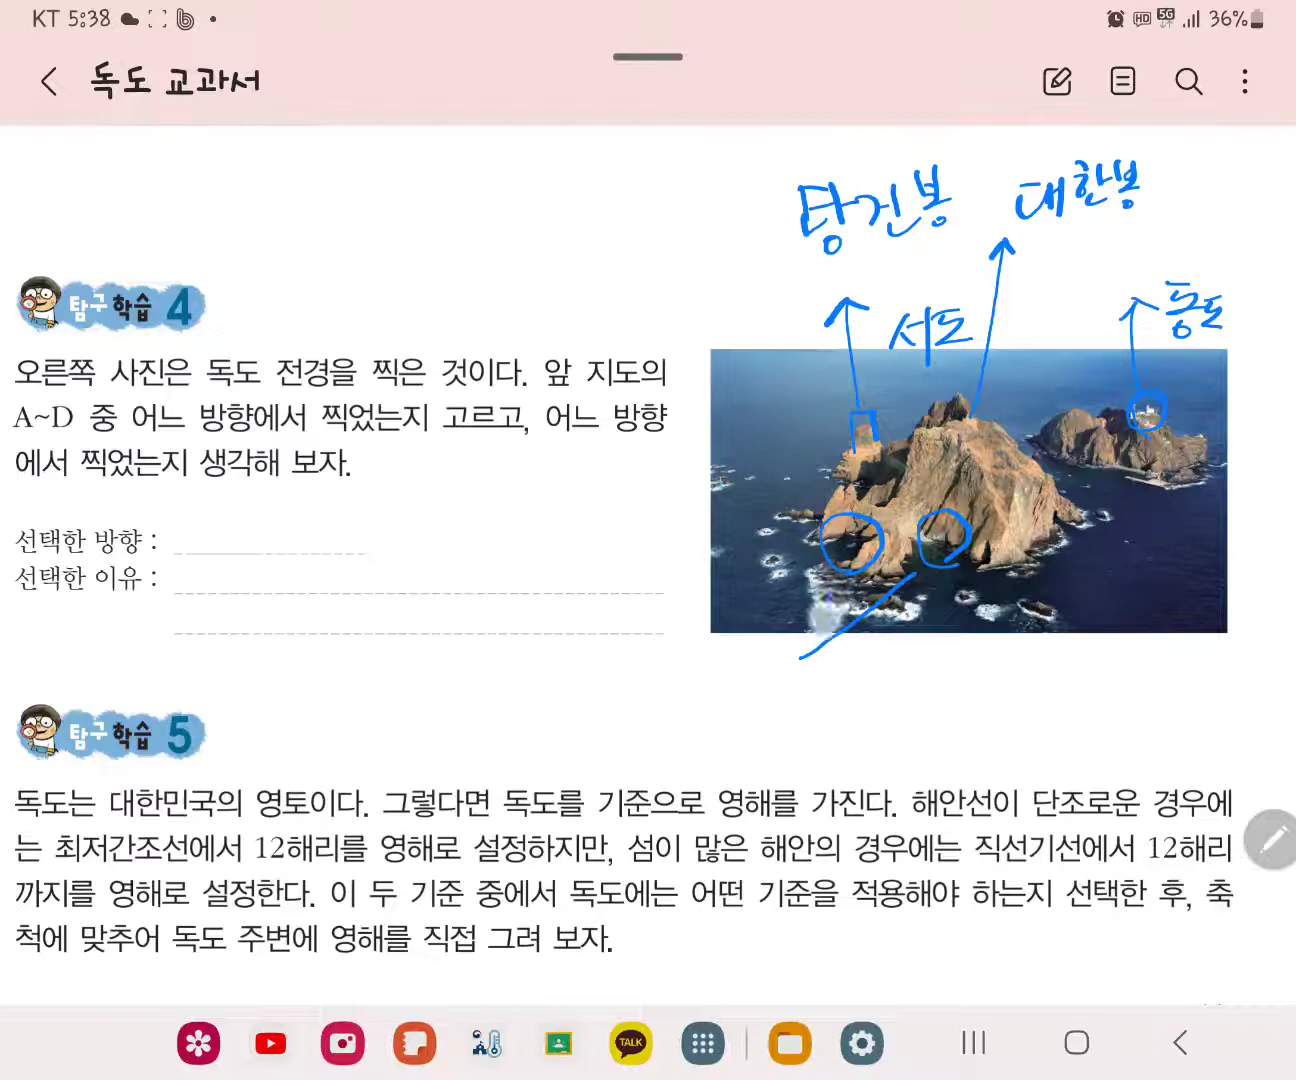 KT 5:38
HD 5G 36%
독도 교과서
탕건봉 대한봉
서도 동도
탐구 학습 4
오른쪽 사진은 독도 전경을 찍은 것이다. 앞 지도의
A~D 중 어느 방향에서 찍었는지 고르고, 어느 방향
에서 찍었는지 생각해 보자.
선택한 방향 :
선택한 이유 :
탐구 학습 5
독도는 대한민국의 영토이다. 그렇다면 독도를 기준으로 영해를 가진다. 해안선이 단조로운 경우에
는 최저간조선에서 12해리를 영해로 설정하지만, 섬이 많은 해안의 경우에는 직선기선에서 12해리
까지를 영해로 설정한다. 이 두 기준 중에서 독도에는 어떤 기준을 적용해야 하는지 선택한 후, 축
척에 맞추어 독도 주변에 영해를 직접 그려 보자.
TALK